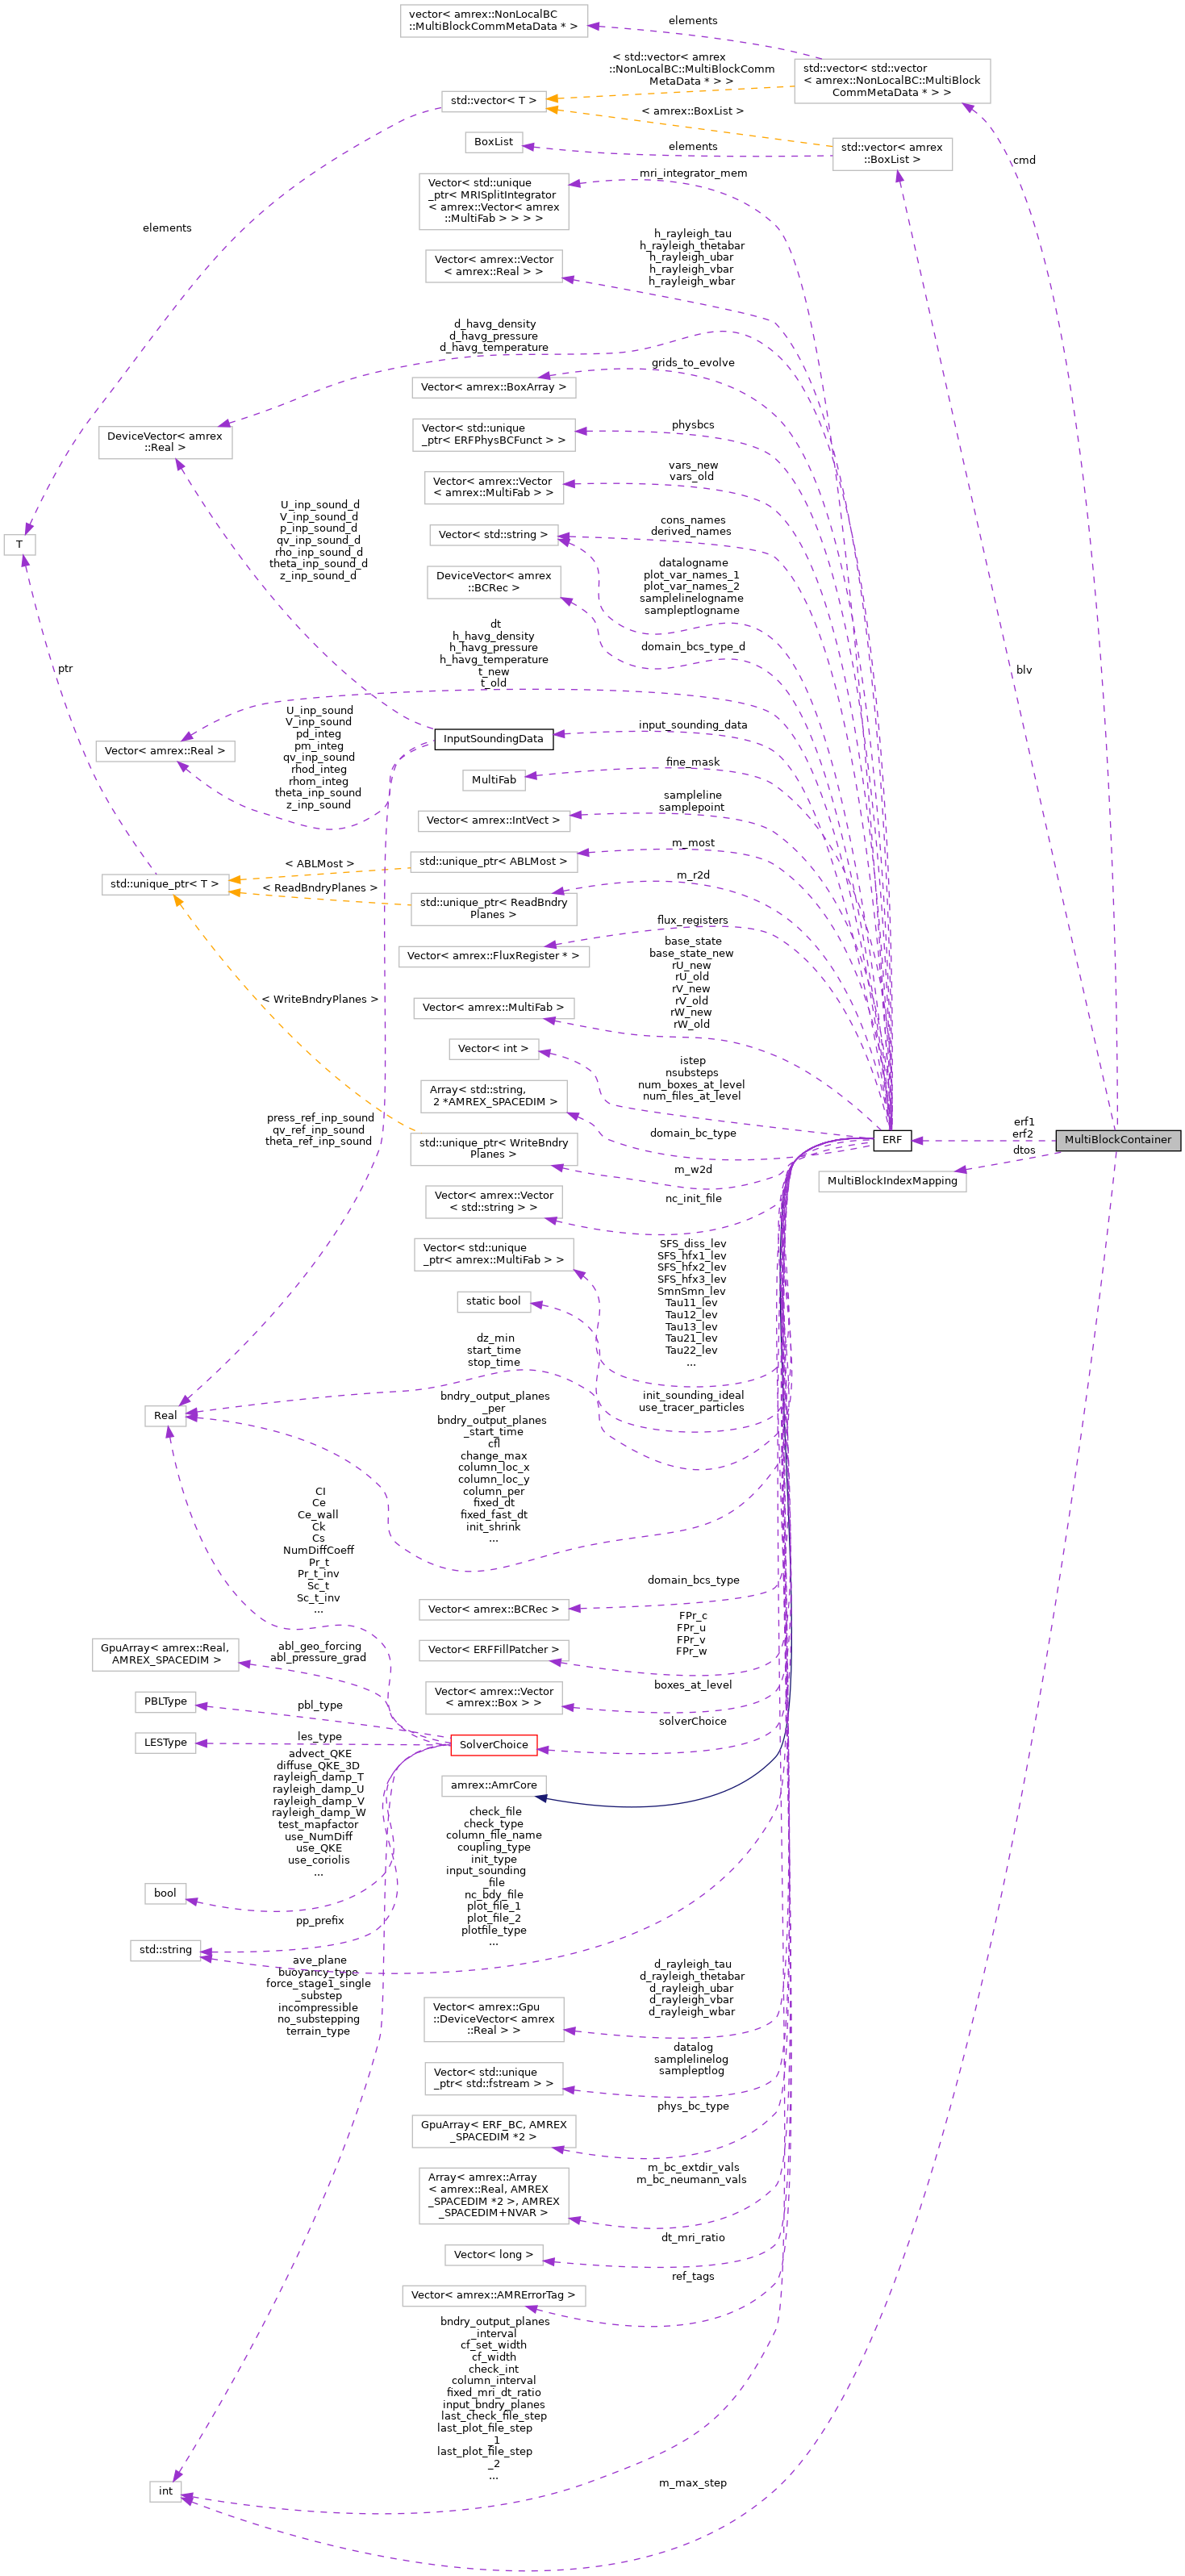 vector< amrex::NonLocalBC
::MultiBlockCommMetaData * >
elements
< std::vector< amrex
::NonLocalBC::MultiBlockComm
MetaData * > >
std::vector< std::vector
< amrex::NonLocalBC::MultiBlock
CommMetaData * > >
std::vector< T >
< amrex::BoxList >
BoxList
elements
std::vector< amrex
::BoxList >
cmd
mri_integrator_mem
Vector< std::unique
_ptr< MRISplitIntegrator
< amrex::Vector< amrex
::MultiFab > > > >
elements
h_rayleigh_tau
h_rayleigh_thetabar
h_rayleigh_ubar
h_rayleigh_vbar
h_rayleigh_wbar
Vector< amrex::Vector
< amrex::Real > >
d_havg_density
d_havg_pressure
d_havg_temperature
grids_to_evolve
Vector< amrex::BoxArray >
DeviceVector< amrex
::Real >
Vector< std::unique
_ptr< ERFPhysBCFunct > >
physbcs
Vector< amrex::Vector
< amrex::MultiFab > >
vars_new
vars_old
U_inp_sound_d
V_inp_sound_d
p_inp_sound_d
qv_inp_sound_d
rho_inp_sound_d
theta_inp_sound_d
z_inp_sound_d
Vector< std::string >
cons_names
derived_names
T
DeviceVector< amrex
::BCRec >
datalogname
plot_var_names_1
plot_var_names_2
samplelinelogname
sampleptlogname
dt
h_havg_density
h_havg_pressure
h_havg_temperature
t_new
t_old
domain_bcs_type_d
ptr
blv
U_inp_sound
V_inp_sound
pd_integ
pm_integ
qv_inp_sound
rhod_integ
rhom_integ
theta_inp_sound
z_inp_sound
Vector< amrex::Real >
InputSoundingData
input_sounding_data
MultiFab
fine_mask
Vector< amrex::IntVect >
sampleline
samplepoint
< ABLMost >
std::unique_ptr< ABLMost >
m_most
std::unique_ptr< T >
< ReadBndryPlanes >
std::unique_ptr< ReadBndry
Planes >
m_r2d
Vector< amrex::FluxRegister * >
flux_registers
< WriteBndryPlanes >
Vector< amrex::MultiFab >
base_state
base_state_new
rU_new
rU_old
rV_new
rV_old
rW_new
rW_old
Vector< int >
istep
nsubsteps
num_boxes_at_level
num_files_at_level
Array< std::string,
2 *AMREX_SPACEDIM >
press_ref_inp_sound
qv_ref_inp_sound
theta_ref_inp_sound
std::unique_ptr< WriteBndry
Planes >
domain_bc_type
ERF
erf1
erf2
MultiBlockContainer
dtos
MultiBlockIndexMapping
m_w2d
Vector< amrex::Vector
< std::string > >
nc_init_file
Vector< std::unique
_ptr< amrex::MultiFab > >
static bool
SFS_diss_lev
SFS_hfx1_lev
SFS_hfx2_lev
SFS_hfx3_lev
SmnSmn_lev
Tau11_lev
Tau12_lev
Tau13_lev
Tau21_lev
Tau22_lev
...
dz_min
start_time
stop_time
init_sounding_ideal
use_tracer_particles
Real
bndry_output_planes
_per
bndry_output_planes
_start_time
cfl
change_max
column_loc_x
column_loc_y
column_per
fixed_dt
fixed_fast_dt
init_shrink
...
CI
Ce
Ce_wall
Ck
Cs
NumDiffCoeff
Pr_t
Pr_t_inv
Sc_t
Sc_t_inv
...
Vector< amrex::BCRec >
domain_bcs_type
Vector< ERFFillPatcher >
FPr_c
FPr_u
FPr_v
FPr_w
GpuArray< amrex::Real,
AMREX_SPACEDIM >
abl_geo_forcing
abl_pressure_grad
Vector< amrex::Vector
< amrex::Box > >
boxes_at_level
PBLType
pbl_type
LESType
les_type
SolverChoice
solverChoice
advect_QKE
diffuse_QKE_3D
rayleigh_damp_T
rayleigh_damp_U
rayleigh_damp_V
rayleigh_damp_W
test_mapfactor
use_NumDiff
use_QKE
use_coriolis
...
amrex::AmrCore
check_file
check_type
column_file_name
coupling_type
init_type
input_sounding
_file
nc_bdy_file
plot_file_1
plot_file_2
plotfile_type
...
bool
std::string
pp_prefix
ave_plane
buoyancy_type
force_stage1_single
_substep
incompressible
no_substepping
terrain_type
Vector< amrex::Gpu
::DeviceVector< amrex
::Real > >
d_rayleigh_tau
d_rayleigh_thetabar
d_rayleigh_ubar
d_rayleigh_vbar
d_rayleigh_wbar
Vector< std::unique
_ptr< std::fstream > >
datalog
samplelinelog
sampleptlog
GpuArray< ERF_BC, AMREX
_SPACEDIM *2 >
phys_bc_type
Array< amrex::Array
< amrex::Real, AMREX
_SPACEDIM *2 >, AMREX
_SPACEDIM+NVAR >
m_bc_extdir_vals
m_bc_neumann_vals
Vector< long >
dt_mri_ratio
Vector< amrex::AMRErrorTag >
ref_tags
bndry_output_planes
_interval
cf_set_width
cf_width
check_int
column_interval
fixed_mri_dt_ratio
input_bndry_planes
last_check_file_step
last_plot_file_step
_1
last_plot_file_step
_2
...
int
m_max_step